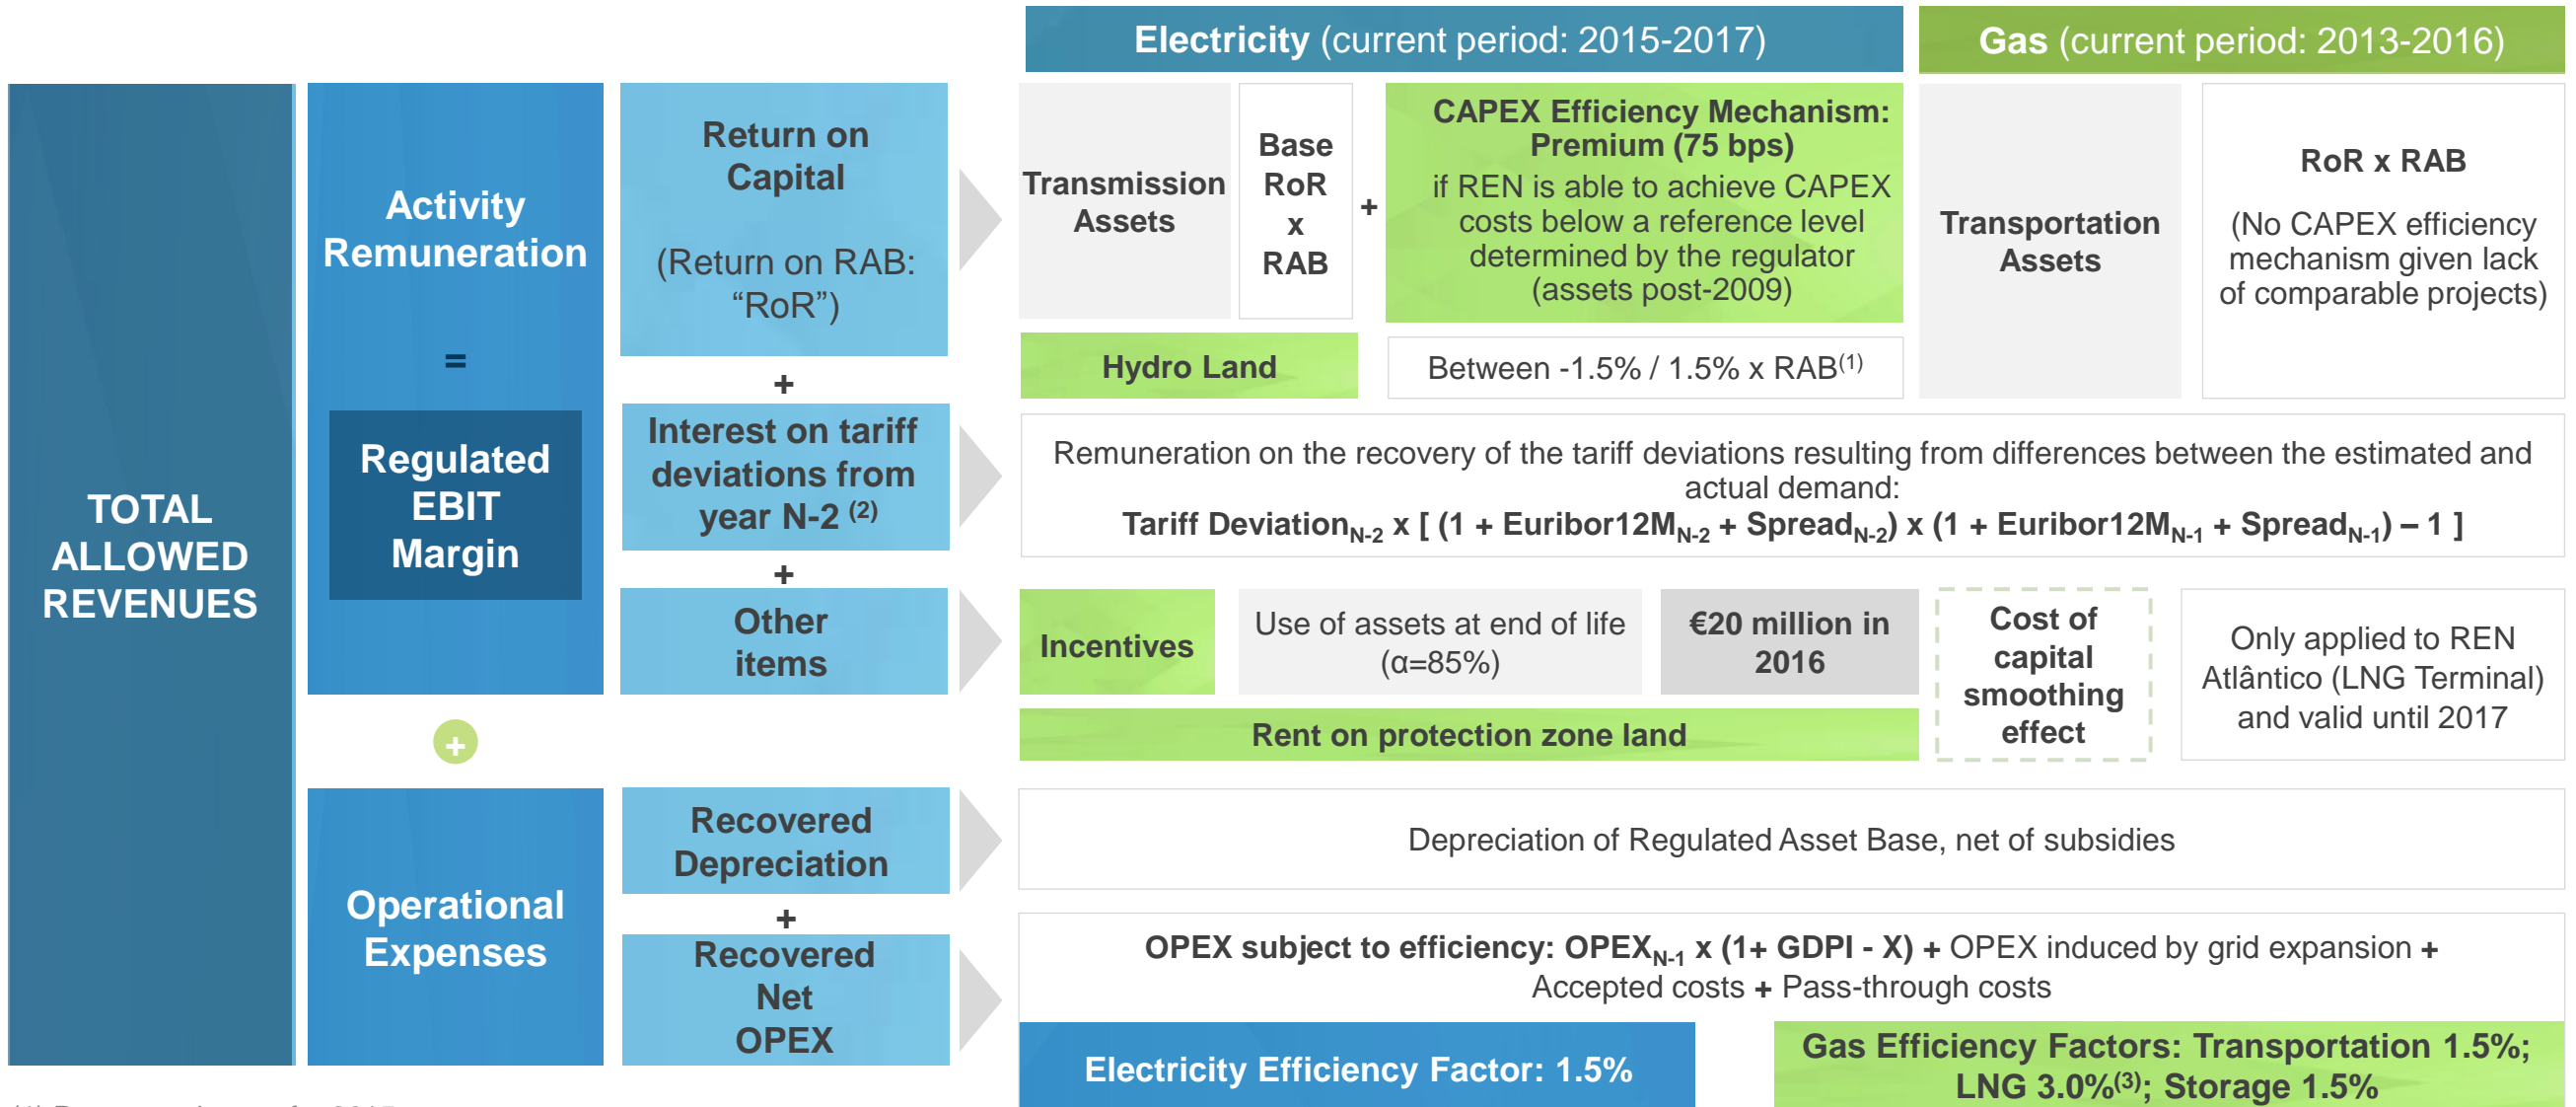 Electricity (current period: 2015-2017)
Gas (current period: 2013-2016)
TOTAL
ALLOWED
REVENUES
Activity
Remuneration
=
Regulated
EBIT
Margin
Return on
Capital
(Return on RAB:
“RoR”)
Transmission
Assets
Base
RoR
x
RAB
+
CAPEX Efficiency Mechanism:
Premium (75 bps)
if REN is able to achieve CAPEX
costs below a reference level
determined by the regulator
(assets post-2009)
Transportation
Assets
RoR x RAB
(No CAPEX efficiency
mechanism given lack
of comparable projects)
Hydro Land
Between -1.5% / 1.5% x RAB(1)
+
Interest on tariff
deviations from
year N-2 (2)
Remuneration on the recovery of the tariff deviations resulting from differences between the estimated and
actual demand:
Tariff DeviationN-2 x [ (1 + Euribor12MN-2 + SpreadN-2) x (1 + Euribor12MN-1 + SpreadN-1) – 1 ]
+
Other
items
Incentives
Use of assets at end of life
(α=85%)
€20 million in
2016
Cost of
capital
smoothing
effect
Only applied to REN
Atlântico (LNG Terminal)
and valid until 2017
Rent on protection zone land
+
Operational
Expenses
Recovered
Depreciation
Depreciation of Regulated Asset Base, net of subsidies
+
Recovered
Net
OPEX
OPEX subject to efficiency: OPEXN-1 x (1+ GDPI - X) + OPEX induced by grid expansion +
Accepted costs + Pass-through costs
Electricity Efficiency Factor: 1.5%
Gas Efficiency Factors: Transportation 1.5%;
LNG 3.0%(3); Storage 1.5%